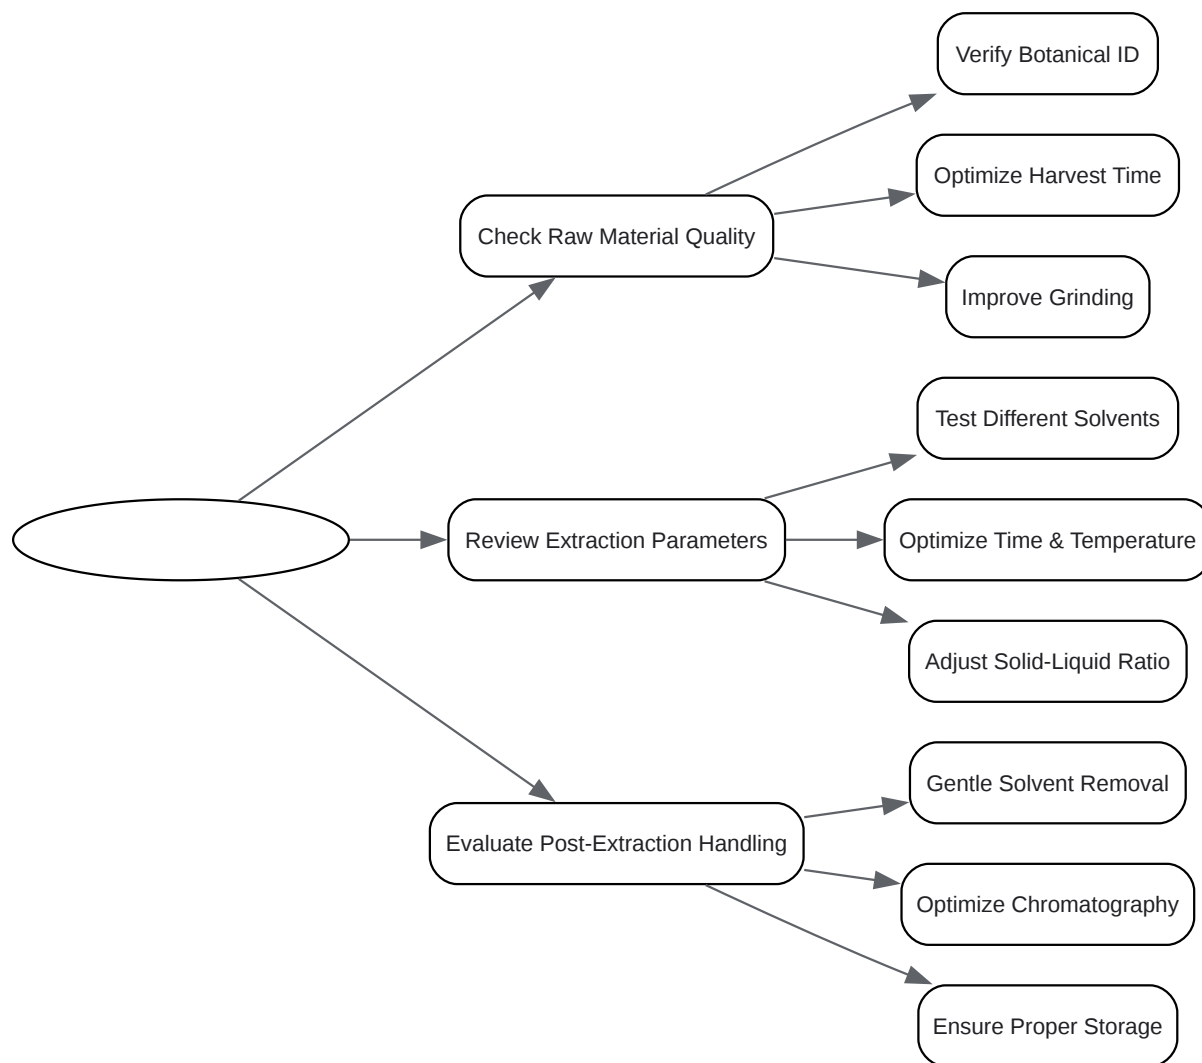 Verify Botanical ID
Optimize Harvest Time
Check Raw Material Quality
Improve Grinding
Test Different Solvents
Review Extraction Parameters
Optimize Time & Temperature
Adjust Solid-Liquid Ratio
Gentle Solvent Removal
Evaluate Post-Extraction Handling
Optimize Chromatography
Ensure Proper Storage